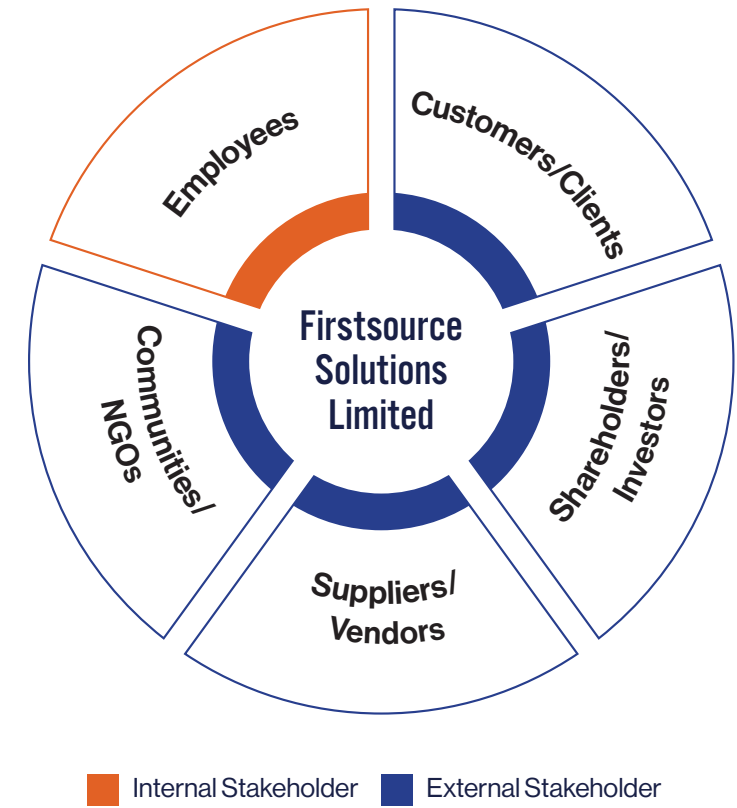 Employees
Customers/Clients
Firstsource
Solutions
Limited
Communities/
NGOs
Shareholders/
Investors
Suppliers/
Vendors
Internal Stakeholder
External Stakeholder